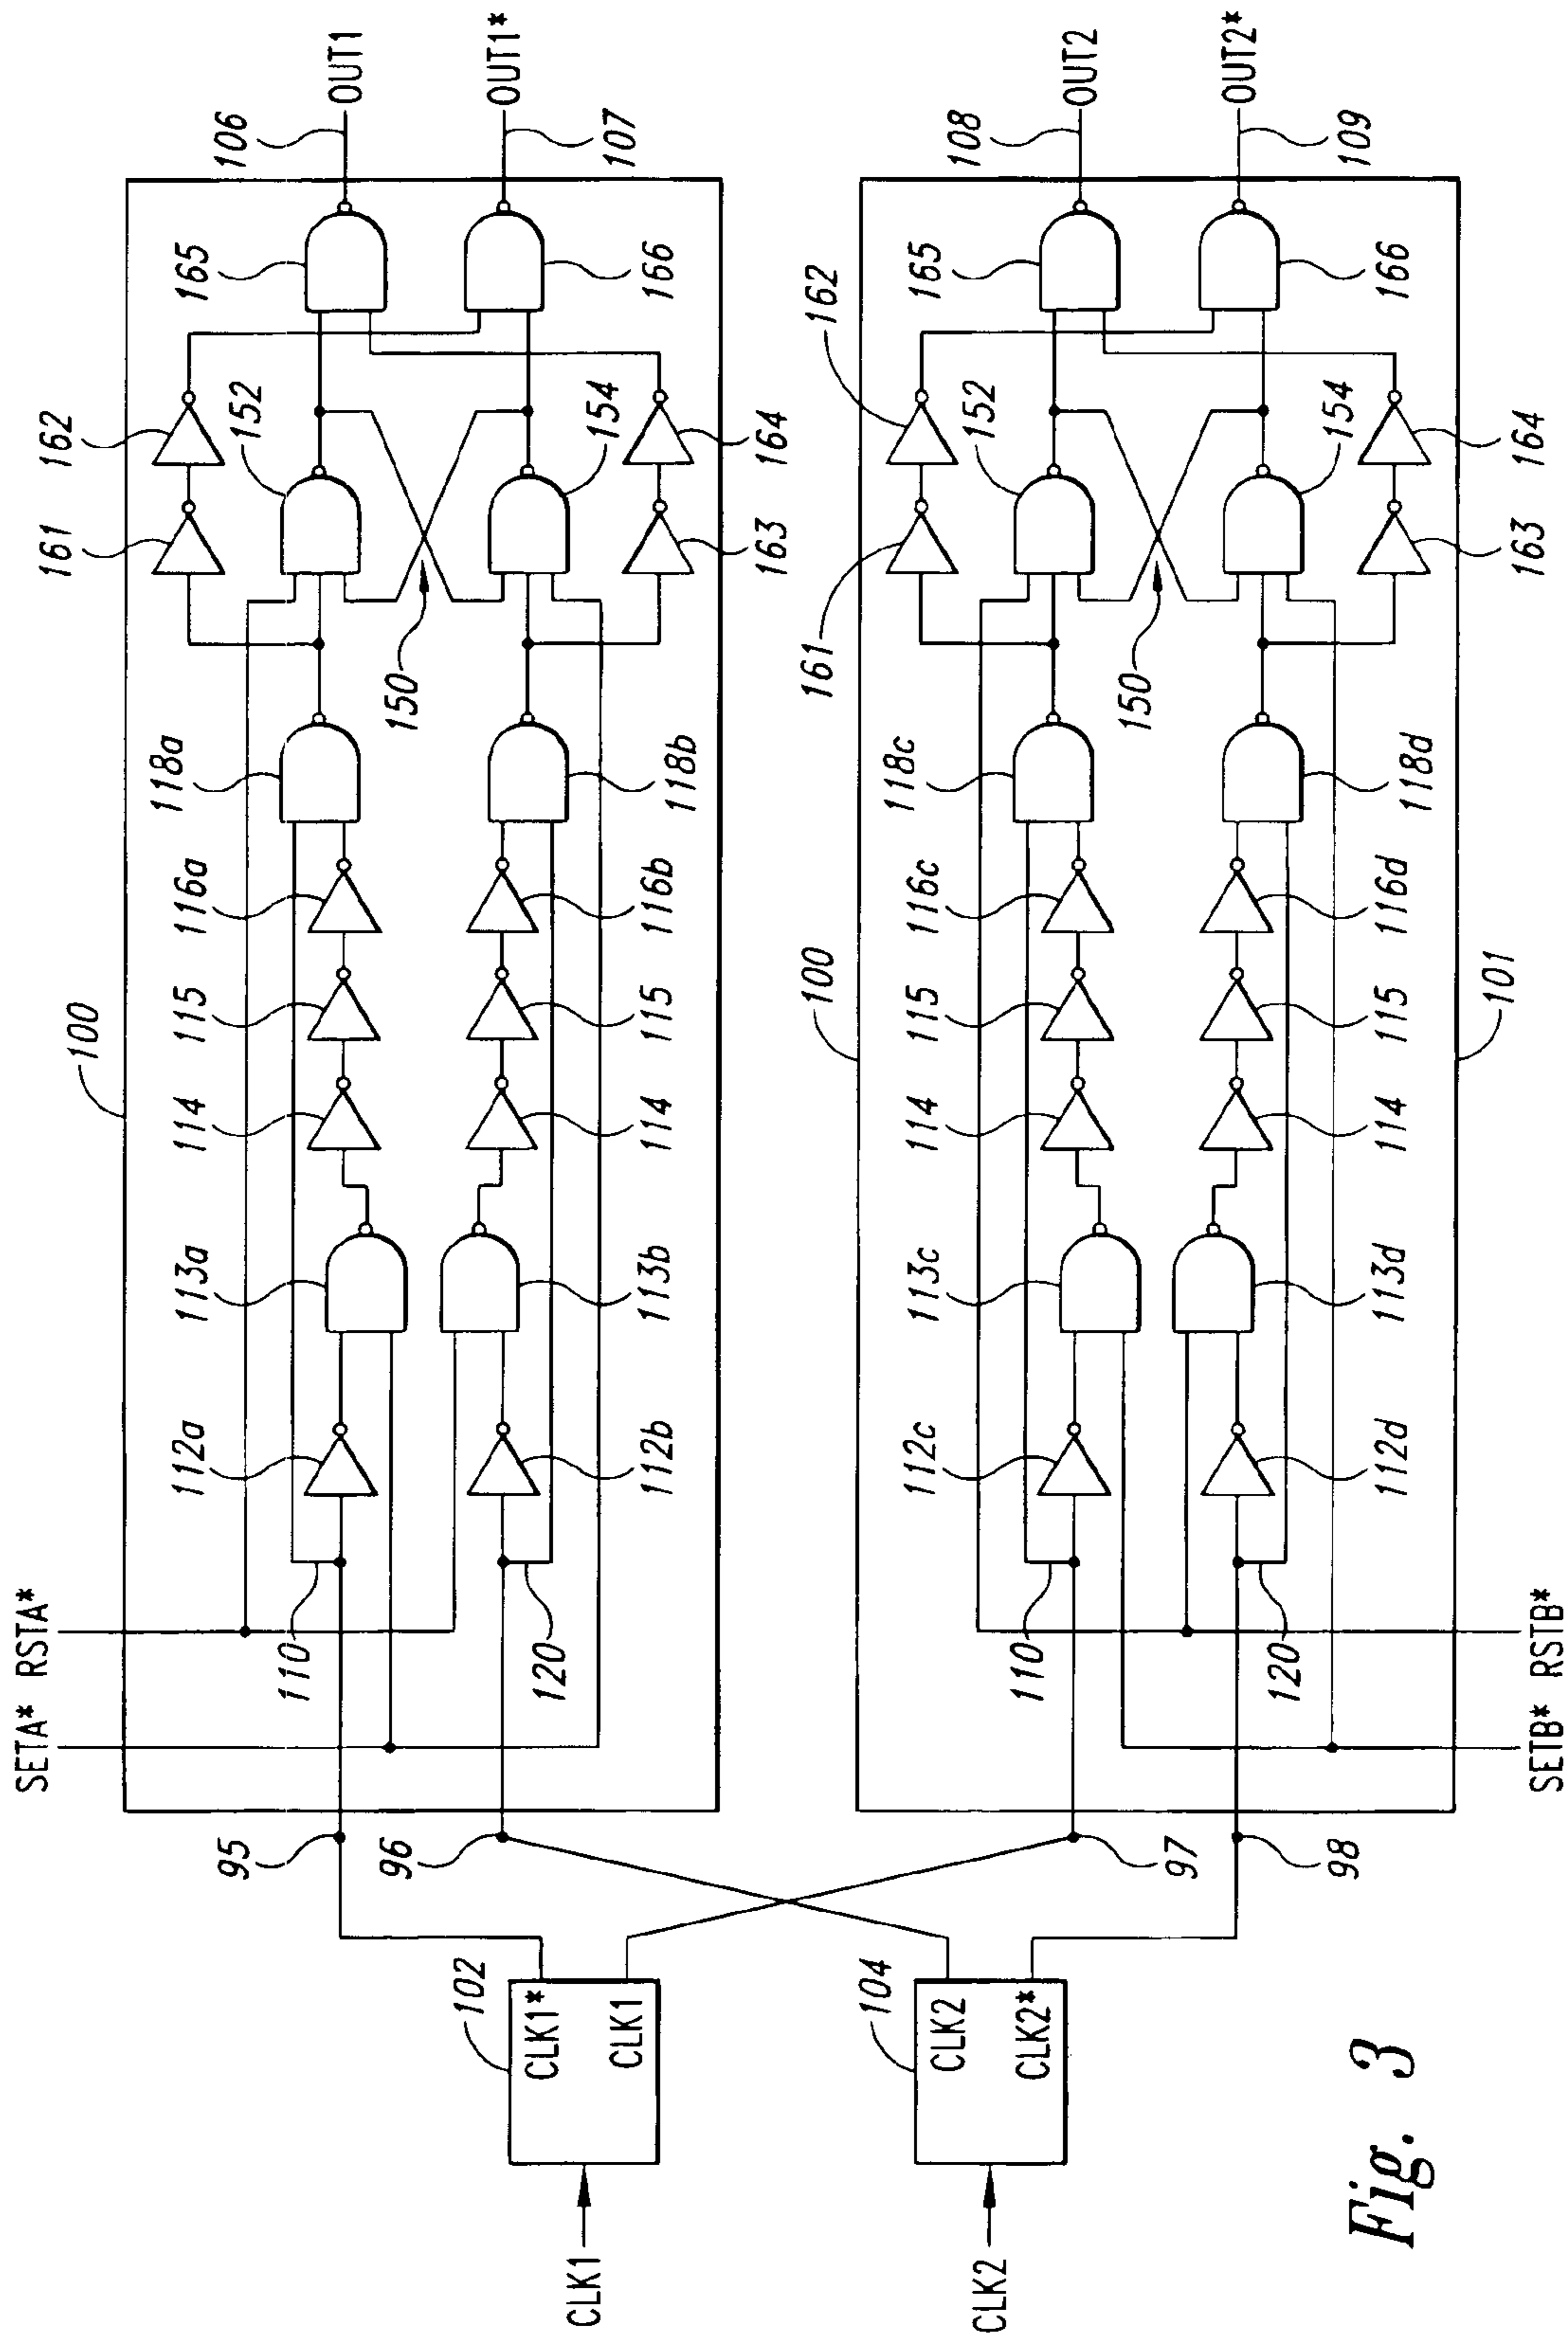 SETA* RSTA*
100
112a
113a
114
115
116a
118a
161
162
152
165
106
OUT1
110
95
96
120
112b
113b
114
115
116b
118b
150
163
154
164
166
107
OUT1*
102
CLK1
CLK1*
CLK1
104
CLK2
CLK2
CLK2*
100
112c
113c
114
115
116c
118c
161
162
152
165
108
OUT2
110
97
98
120
112d
113d
114
115
116d
118d
150
163
154
164
166
109
OUT2*
101
SETB* RSTB*
Fig. 3